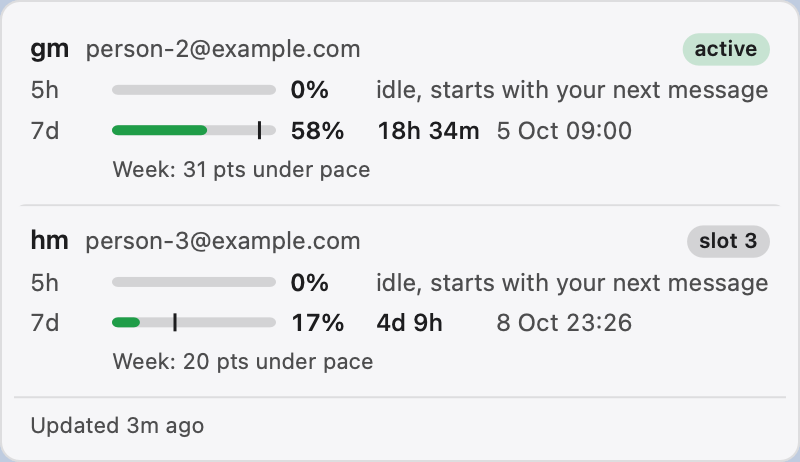 gm person-2@example.com active
5h 0% idle, starts with your next message
7d 58% 18h 34m 5 Oct 09:00
Week: 31 pts under pace
hm person-3@example.com slot 3
5h 0% idle, starts with your next message
7d 17% 4d 9h 8 Oct 23:26
Week: 20 pts under pace
Updated 3m ago